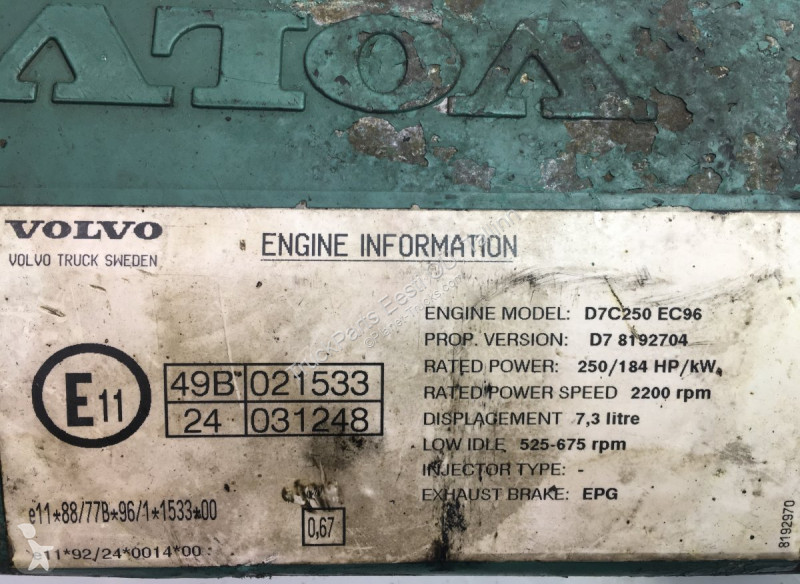 VOLVO
VOLVO
VOLVO TRUCK SWEDEN
ENGINE INFORMATION
ENGINE MODEL: D7C250 EC96
PROP. VERSION: D7 8192704
RATED POWER: 250/184 HP/kW
RATED POWER SPEED 2200 rpm
DISPLACEMENT 7,3 litre
LOW IDLE 525-675 rpm
INJECTOR TYPE: -
EXHAUST BRAKE: EPG
E11
49B 021533
24 031248
e11*88/77B*96/1*1533*00
0,67
e11*92/24*0014*00
8192970